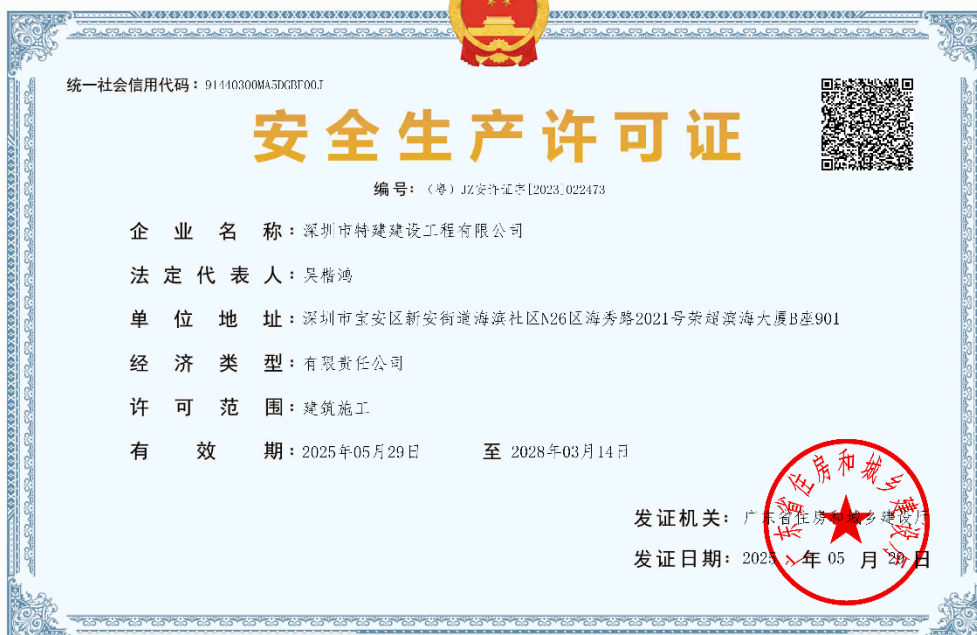 统一社会信用代码：91440300MA5DGBF00J
安全生产许可证
编号：（粤）JZ安许证字[2023]022473
企业名称：深圳市特建建设工程有限公司
法定代表人：吴楷鸿
单位地址：深圳市宝安区新安街道海滨社区N26区海秀路2021号荣超滨海大厦B座901
经济类型：有限责任公司
许可范围：建筑施工
有效期：2025年05月29日 至 2028年03月14日
发证机关：广东省住房和城乡建设厅
发证日期：2025 年 05 月 29 日
广东省住房和城乡建设厅